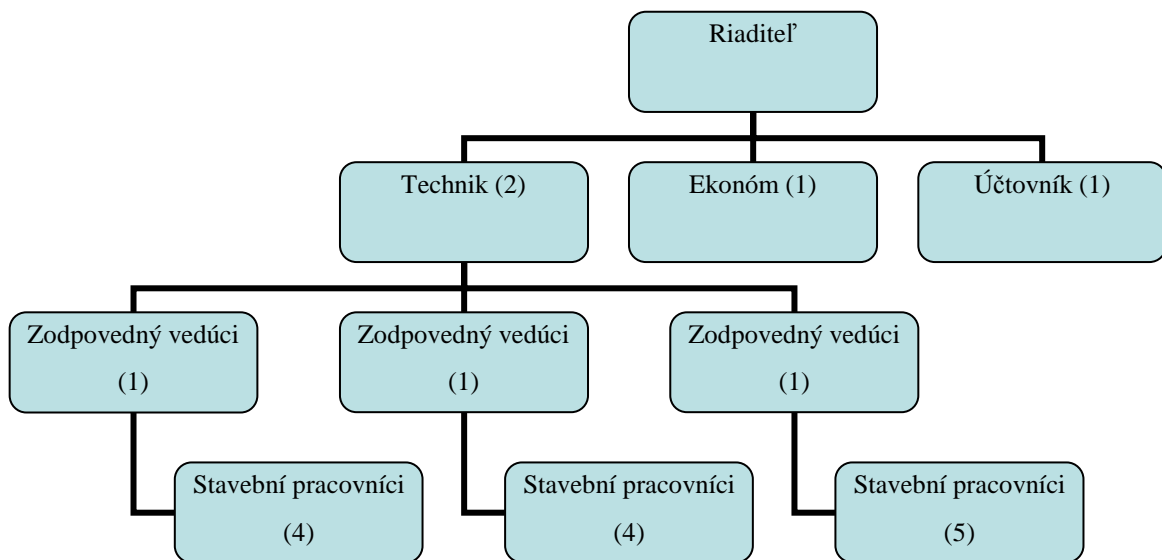 Riaditeľ
Technik (2)
Ekonóm (1)
Účtovník (1)
Zodpovedný vedúci
(1)
Zodpovedný vedúci
(1)
Zodpovedný vedúci
(1)
Stavební pracovníci
(4)
Stavební pracovníci
(4)
Stavební pracovníci
(5)